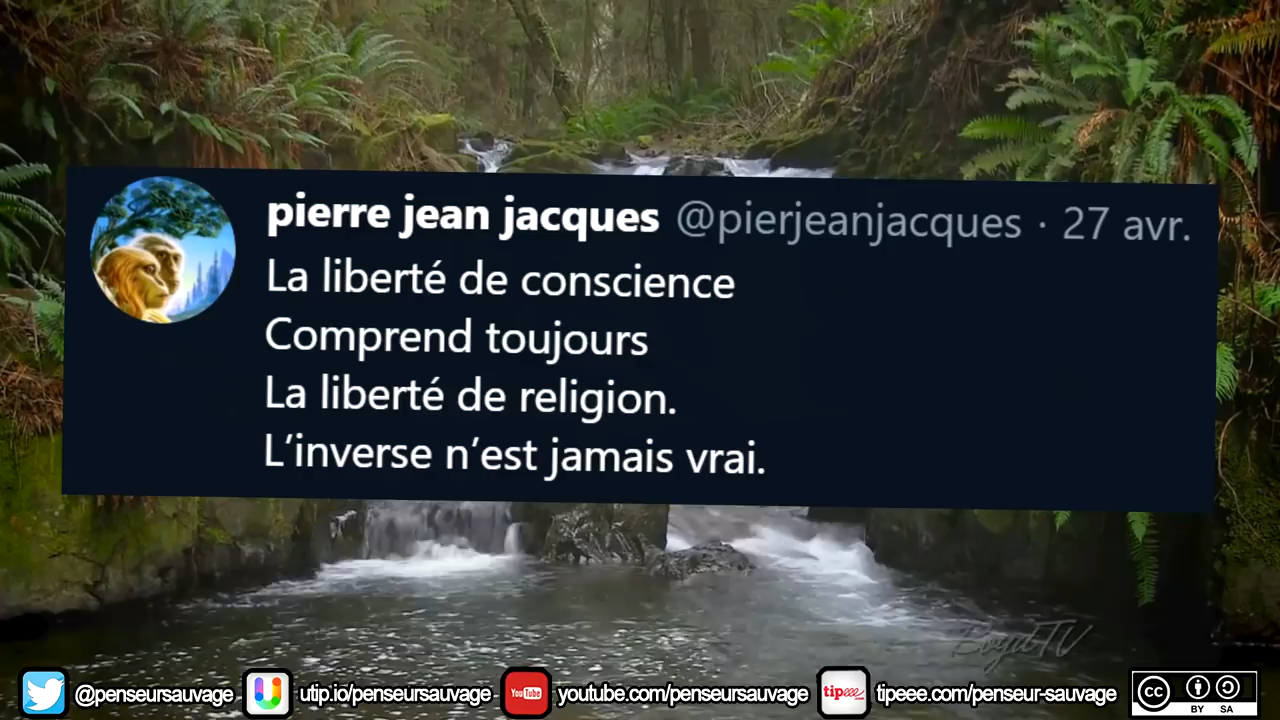 pierre jean jacques @pierjeanjacques · 27 avr.
La liberté de conscience
Comprend toujours
La liberté de religion.
L’inverse n’est jamais vrai.
BoydTV
@penseursauvage utip.io/penseursauvage YouTube youtube.com/penseursauvage tipeee tipeee.com/penseur-sauvage cc BY SA